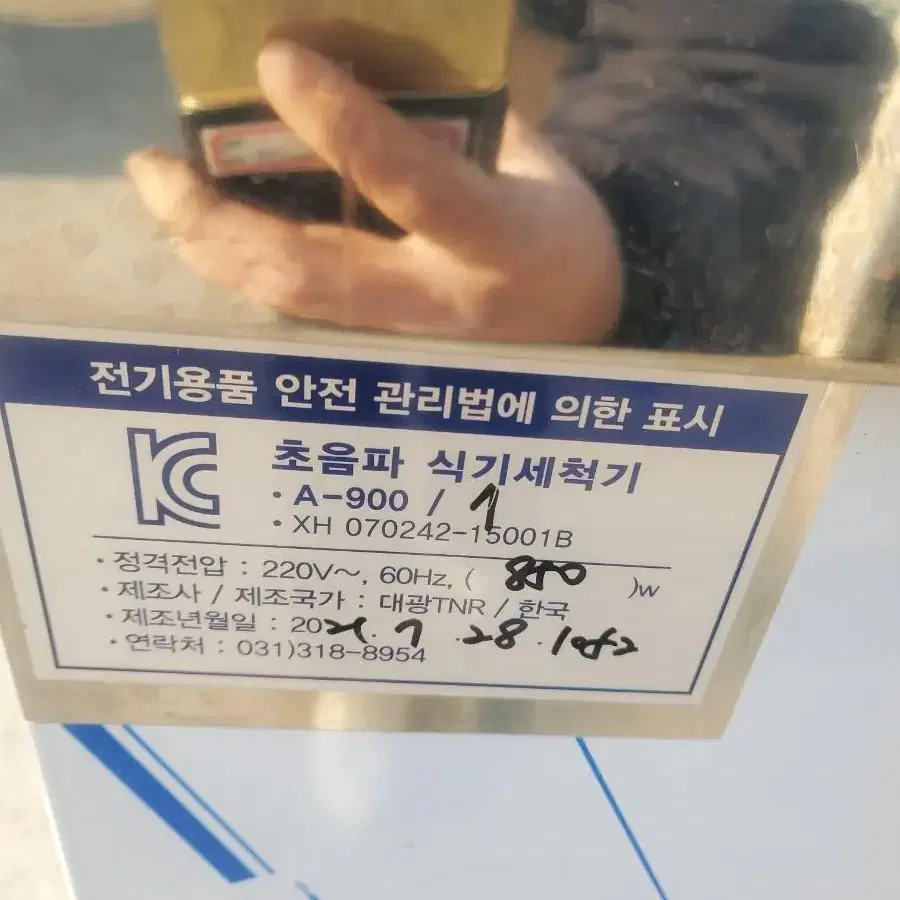 전기용품 안전 관리법에 의한 표시
초음파 식기세척기
· A-900 / 1
· XH 070242-15001B
· 정격전압 : 220V~, 60Hz, ( 850 )w
· 제조사 / 제조국가 : 대광TNR / 한국
· 제조년월일 : 2021. 7 . 28 .
· 연락처 : 031)318-8954